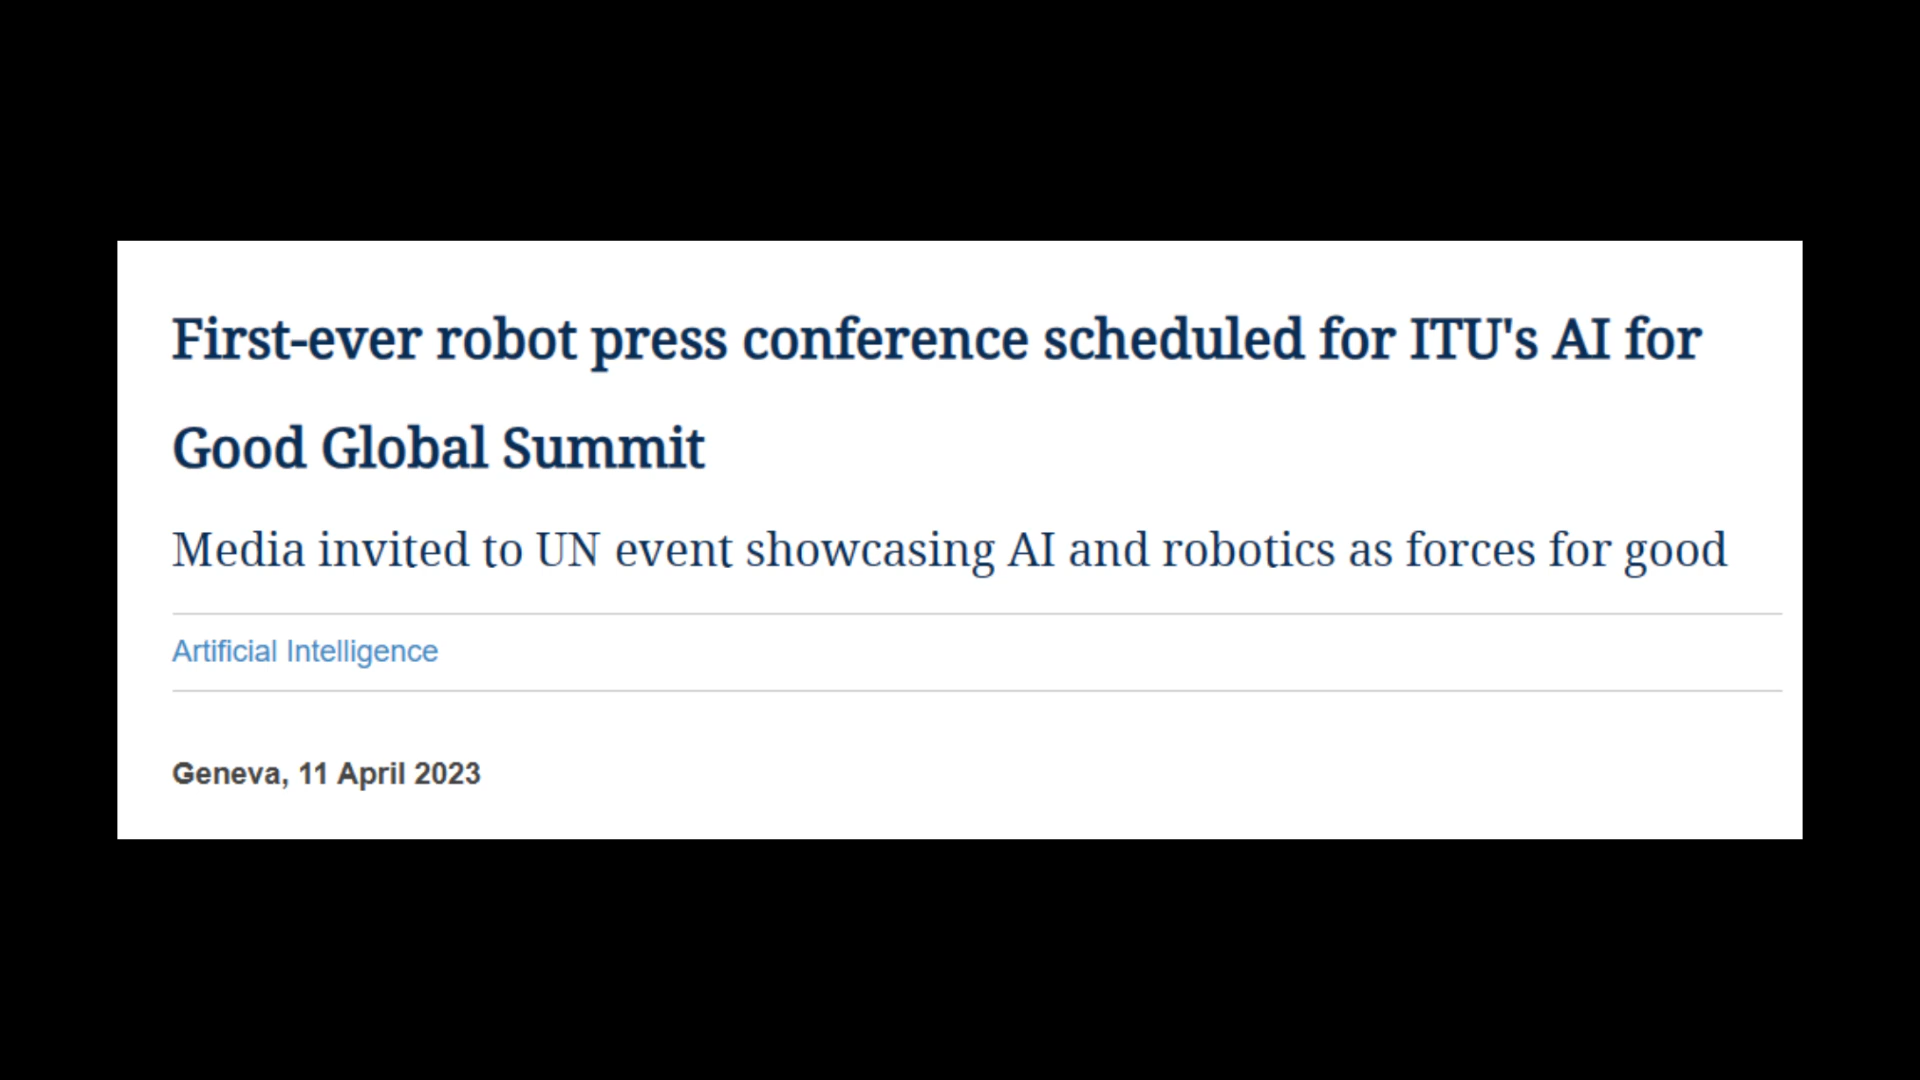 First-ever robot press conference scheduled for ITU's AI for
Good Global Summit
Media invited to UN event showcasing AI and robotics as forces for good
Artificial Intelligence
Geneva, 11 April 2023